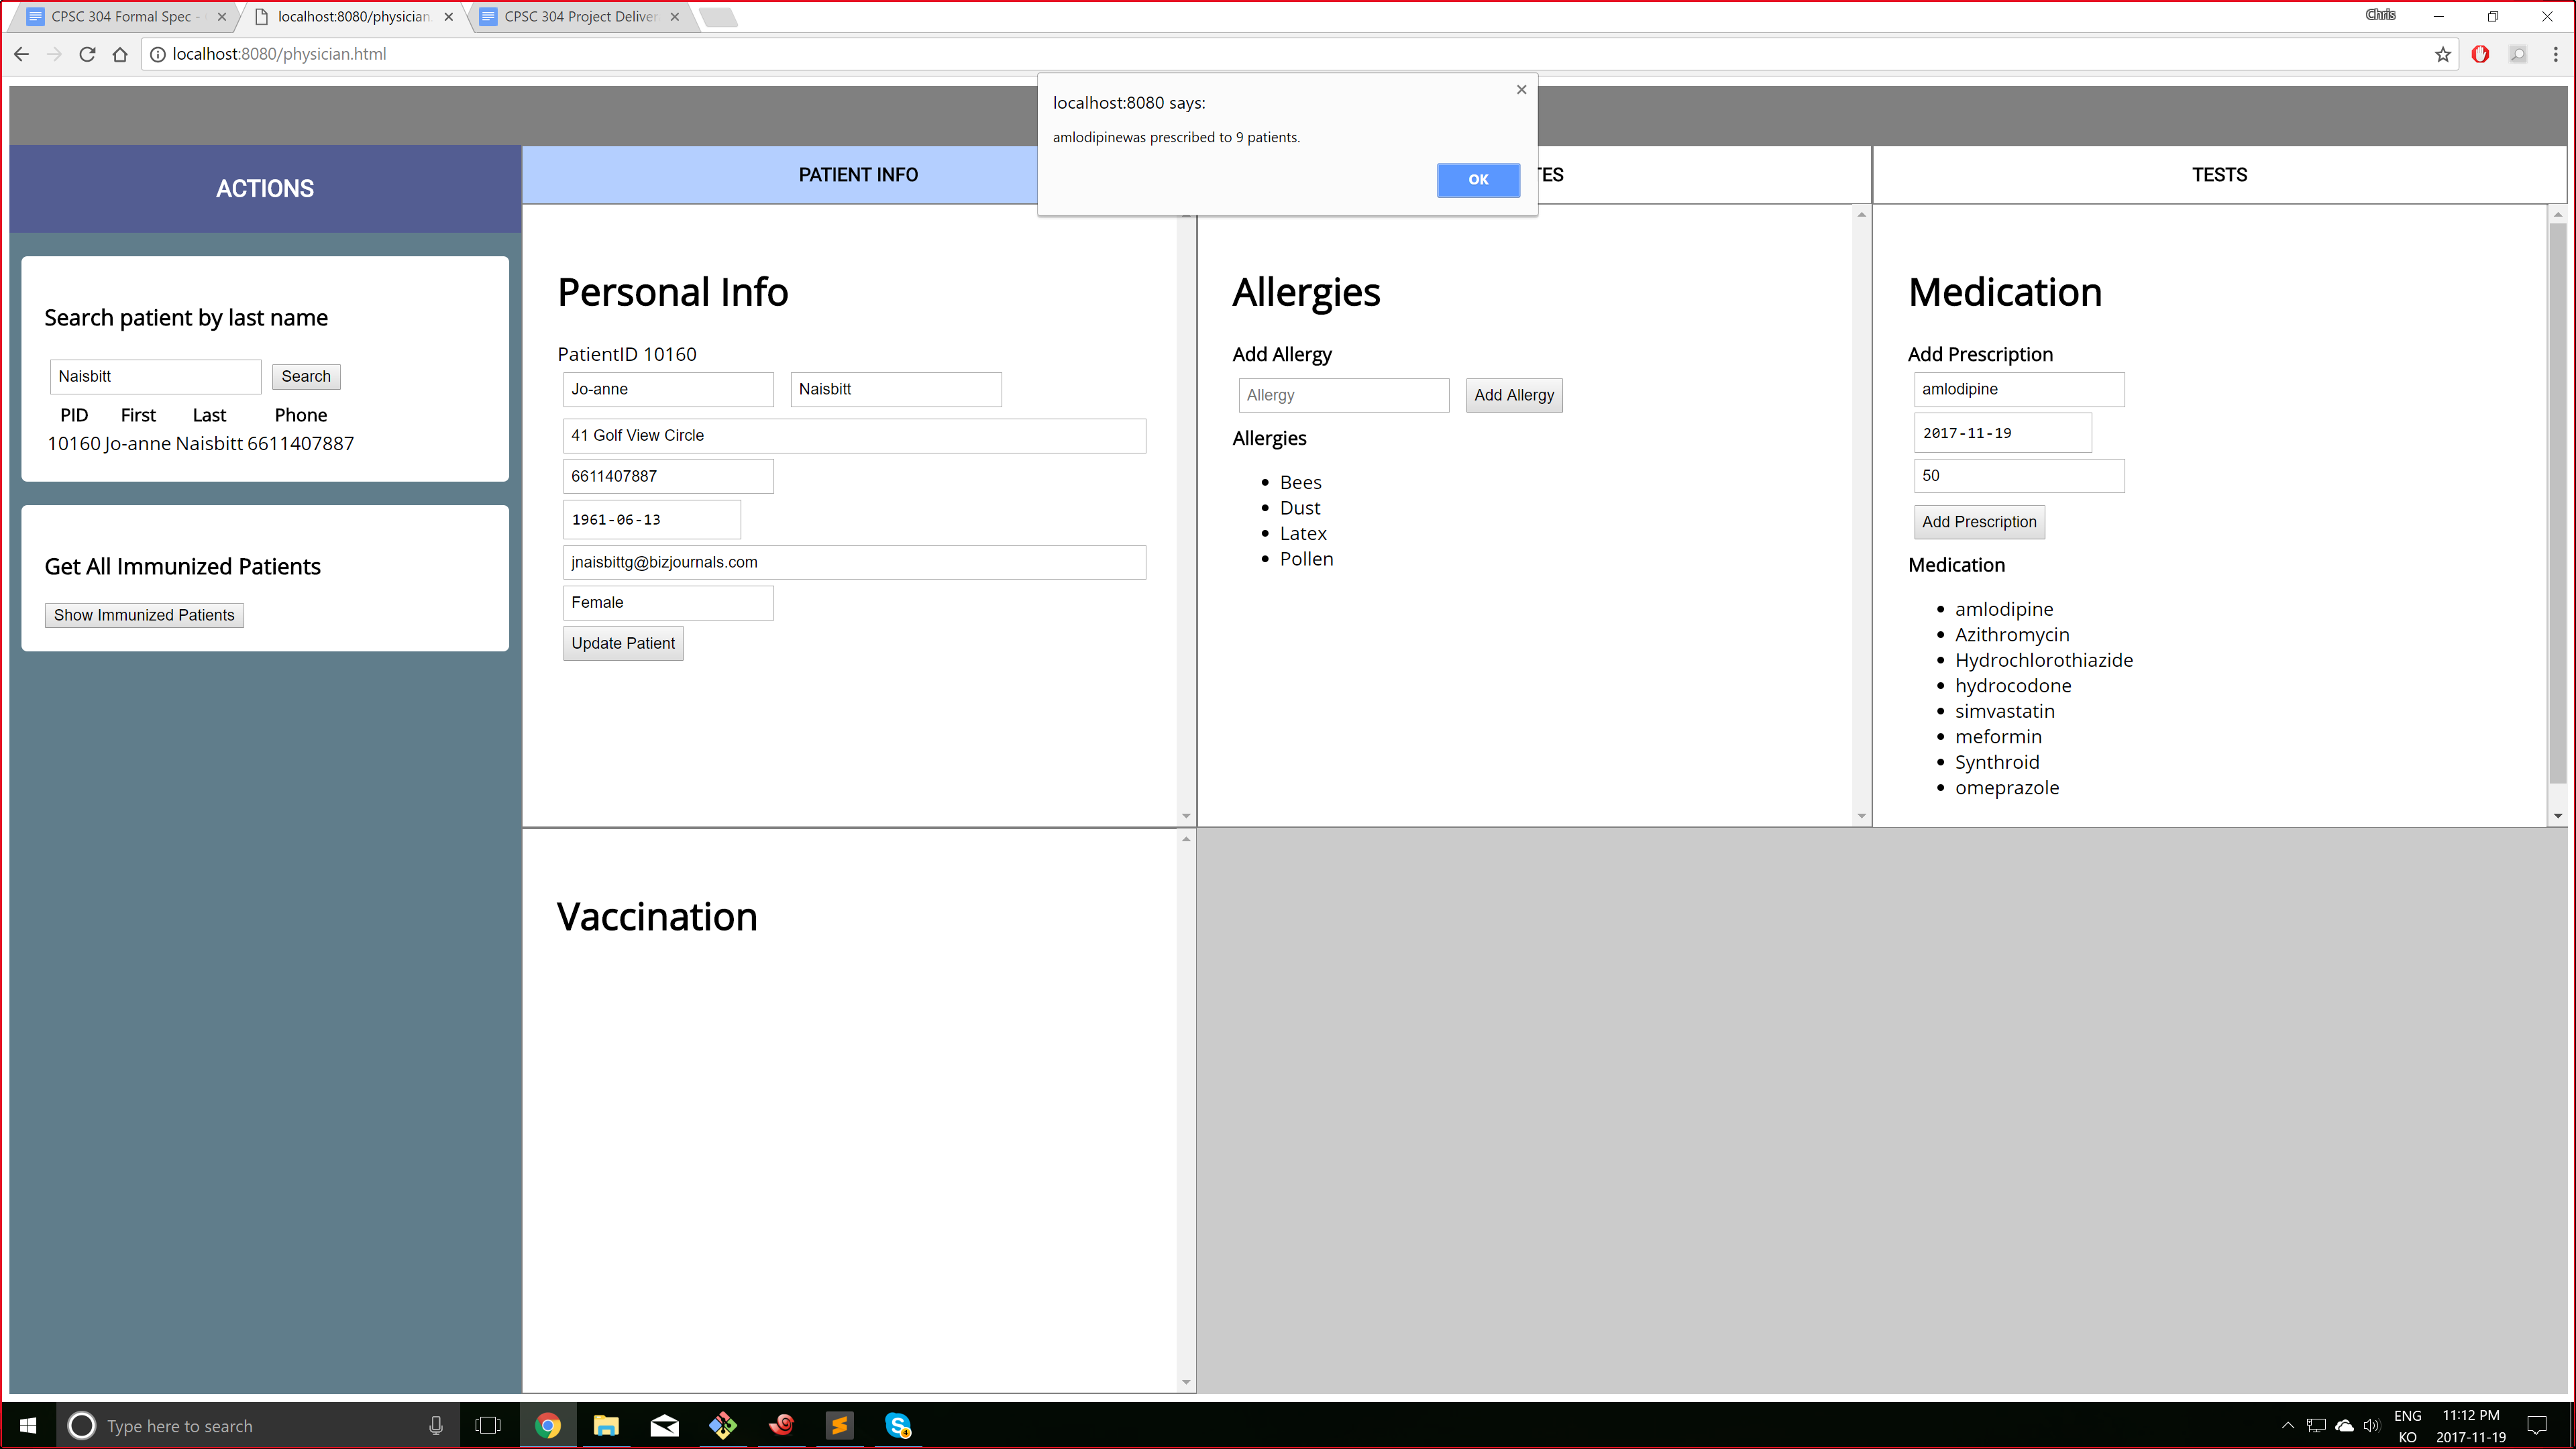 CPSC 304 Formal Spec -
localhost:8080/physician
CPSC 304 Project Deliver
Chris
localhost:8080/physician.html
localhost:8080 says:
amlodipinewas prescribed to 9 patients.
OK
ACTIONS
PATIENT INFO
TES
TESTS
Search patient by last name
Naisbitt
Search
PID First Last Phone
10160 Jo-anne Naisbitt 6611407887
Get All Immunized Patients
Show Immunized Patients
Personal Info
PatientID 10160
Jo-anne Naisbitt
41 Golf View Circle
6611407887
1961-06-13
jnaisbittg@bizjournals.com
Female
Update Patient
Allergies
Add Allergy
Allergy
Add Allergy
Allergies
Bees
Dust
Latex
Pollen
Medication
Add Prescription
amlodipine
2017-11-19
50
Add Prescription
Medication
amlodipine
Azithromycin
Hydrochlorothiazide
hydrocodone
simvastatin
meformin
Synthroid
omeprazole
Vaccination
Type here to search
4
ENG
KO
11:12 PM
2017-11-19